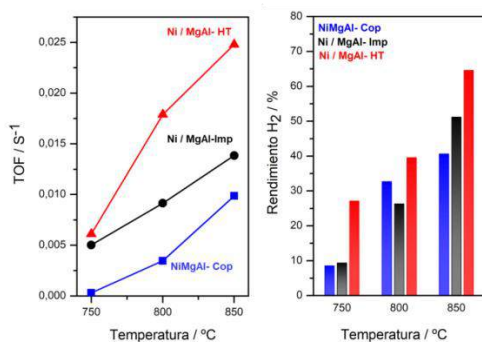 0,025
0,020
0,015
0,010
0,005
0,000
TOF / S⁻¹
Ni / MgAl- HT
Ni / MgAl-Imp
NiMgAl- Cop
750
800
850
Temperatura / ºC
80
70
60
50
40
30
20
10
0
Rendimiento H₂ / %
NiMgAl- Cop
Ni / MgAl- Imp
Ni / MgAl- HT
750
800
850
Temperatura / ºC